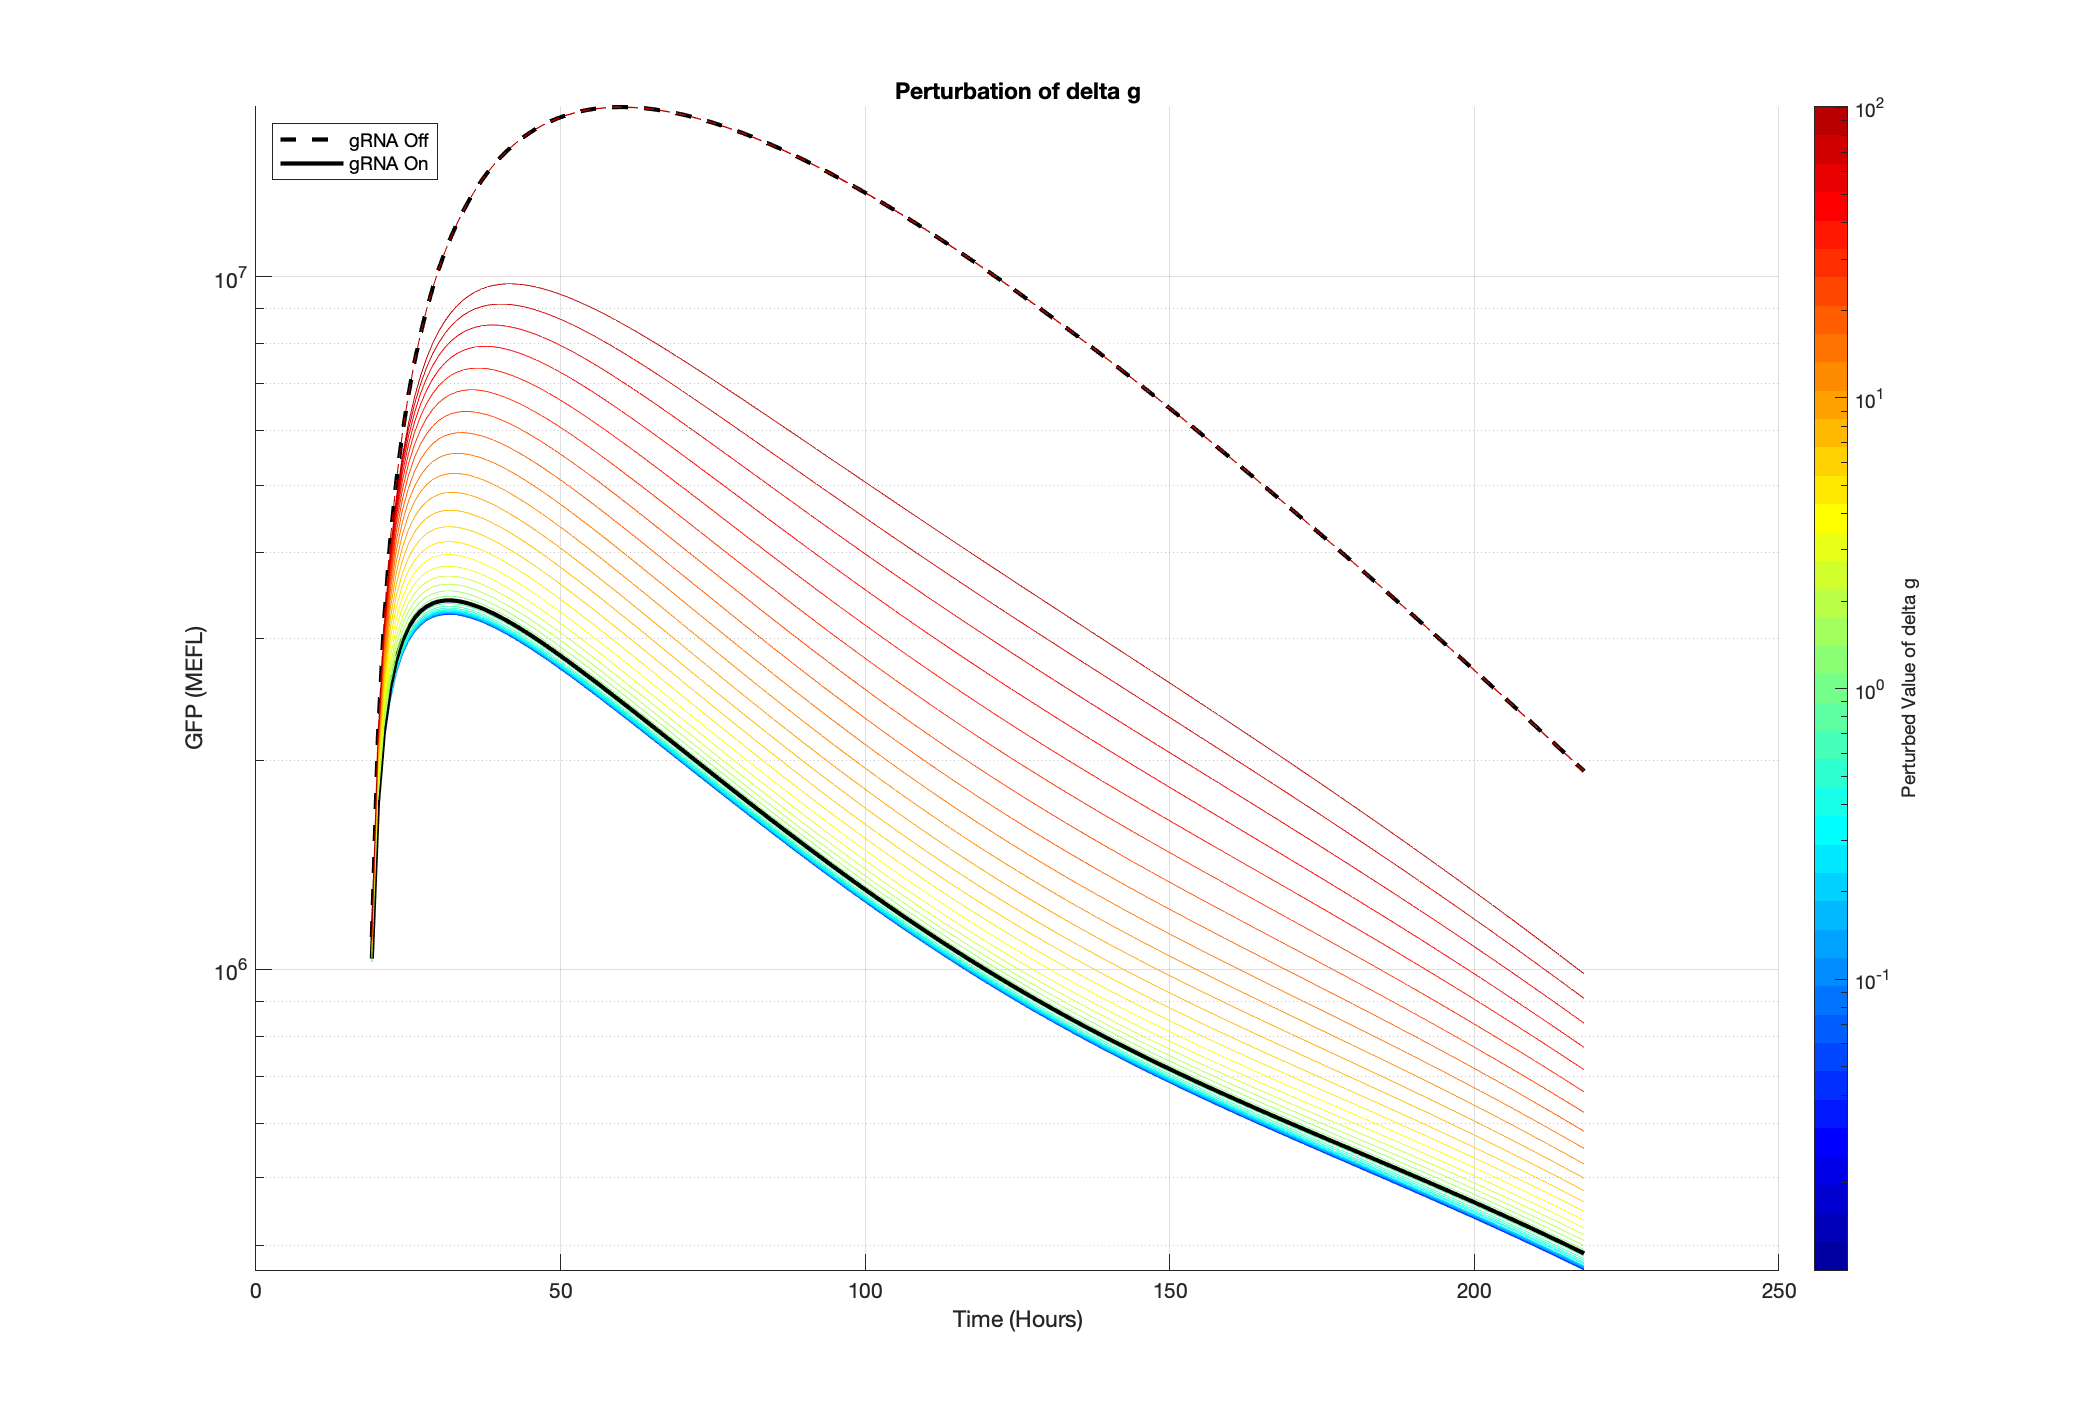 Perturbation of delta g
gRNA Off
gRNA On
GFP (MEFL)
10^7
10^6
0 50 100 150 200 250
Time (Hours)
10^2
10^1
10^0
10^-1
Perturbed Value of delta g